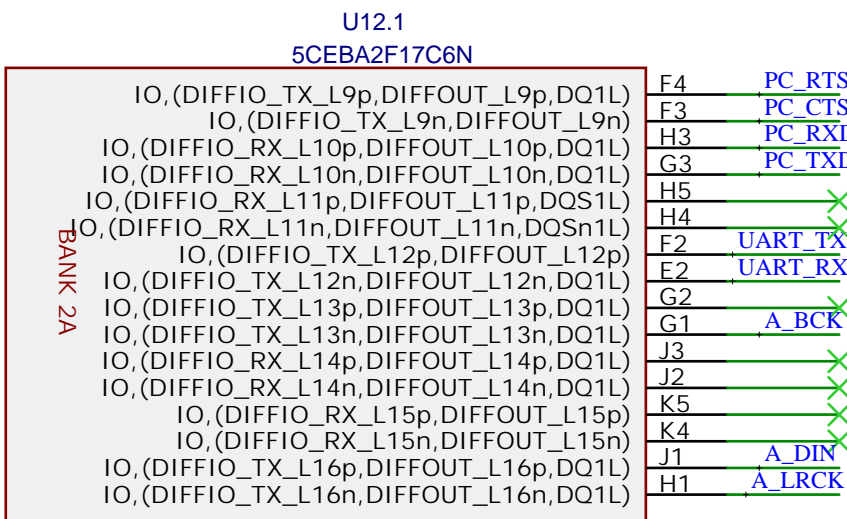 U12.1
5CEBA2F17C6N
BANK 2A
IO,(DIFFIO_TX_L9p,DIFFOUT_L9p,DQ1L) F4 PC_RTS
IO,(DIFFIO_TX_L9n,DIFFOUT_L9n) F3 PC_CTS
IO,(DIFFIO_RX_L10p,DIFFOUT_L10p,DQ1L) H3 PC_RXD
IO,(DIFFIO_RX_L10n,DIFFOUT_L10n,DQ1L) G3 PC_TXD
IO,(DIFFIO_RX_L11p,DIFFOUT_L11p,DQS1L) H5
IO,(DIFFIO_RX_L11n,DIFFOUT_L11n,DQSn1L) H4
IO,(DIFFIO_TX_L12p,DIFFOUT_L12p) F2 UART_TX
IO,(DIFFIO_TX_L12n,DIFFOUT_L12n,DQ1L) E2 UART_RX
IO,(DIFFIO_TX_L13p,DIFFOUT_L13p,DQ1L) G2
IO,(DIFFIO_TX_L13n,DIFFOUT_L13n,DQ1L) G1 A_BCK
IO,(DIFFIO_RX_L14p,DIFFOUT_L14p,DQ1L) J3
IO,(DIFFIO_RX_L14n,DIFFOUT_L14n,DQ1L) J2
IO,(DIFFIO_RX_L15p,DIFFOUT_L15p) K5
IO,(DIFFIO_RX_L15n,DIFFOUT_L15n) K4
IO,(DIFFIO_TX_L16p,DIFFOUT_L16p,DQ1L) J1 A_DIN
IO,(DIFFIO_TX_L16n,DIFFOUT_L16n,DQ1L) H1 A_LRCK